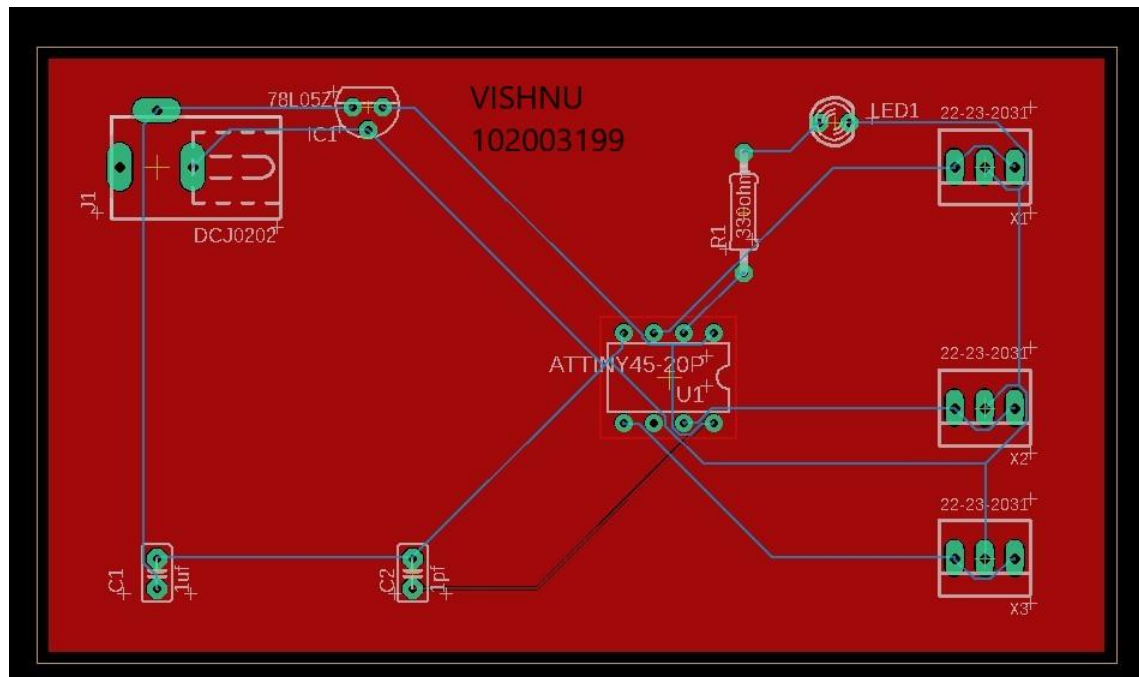 VISHNU
102003199
78L05Z
IC1
LED1
22-23-2031
X1
J1
DCJ0202
R1
330ohm
ATTINY45-20P
U1
22-23-2031
X2
22-23-2031
X3
C1
1uf
C2
1pf